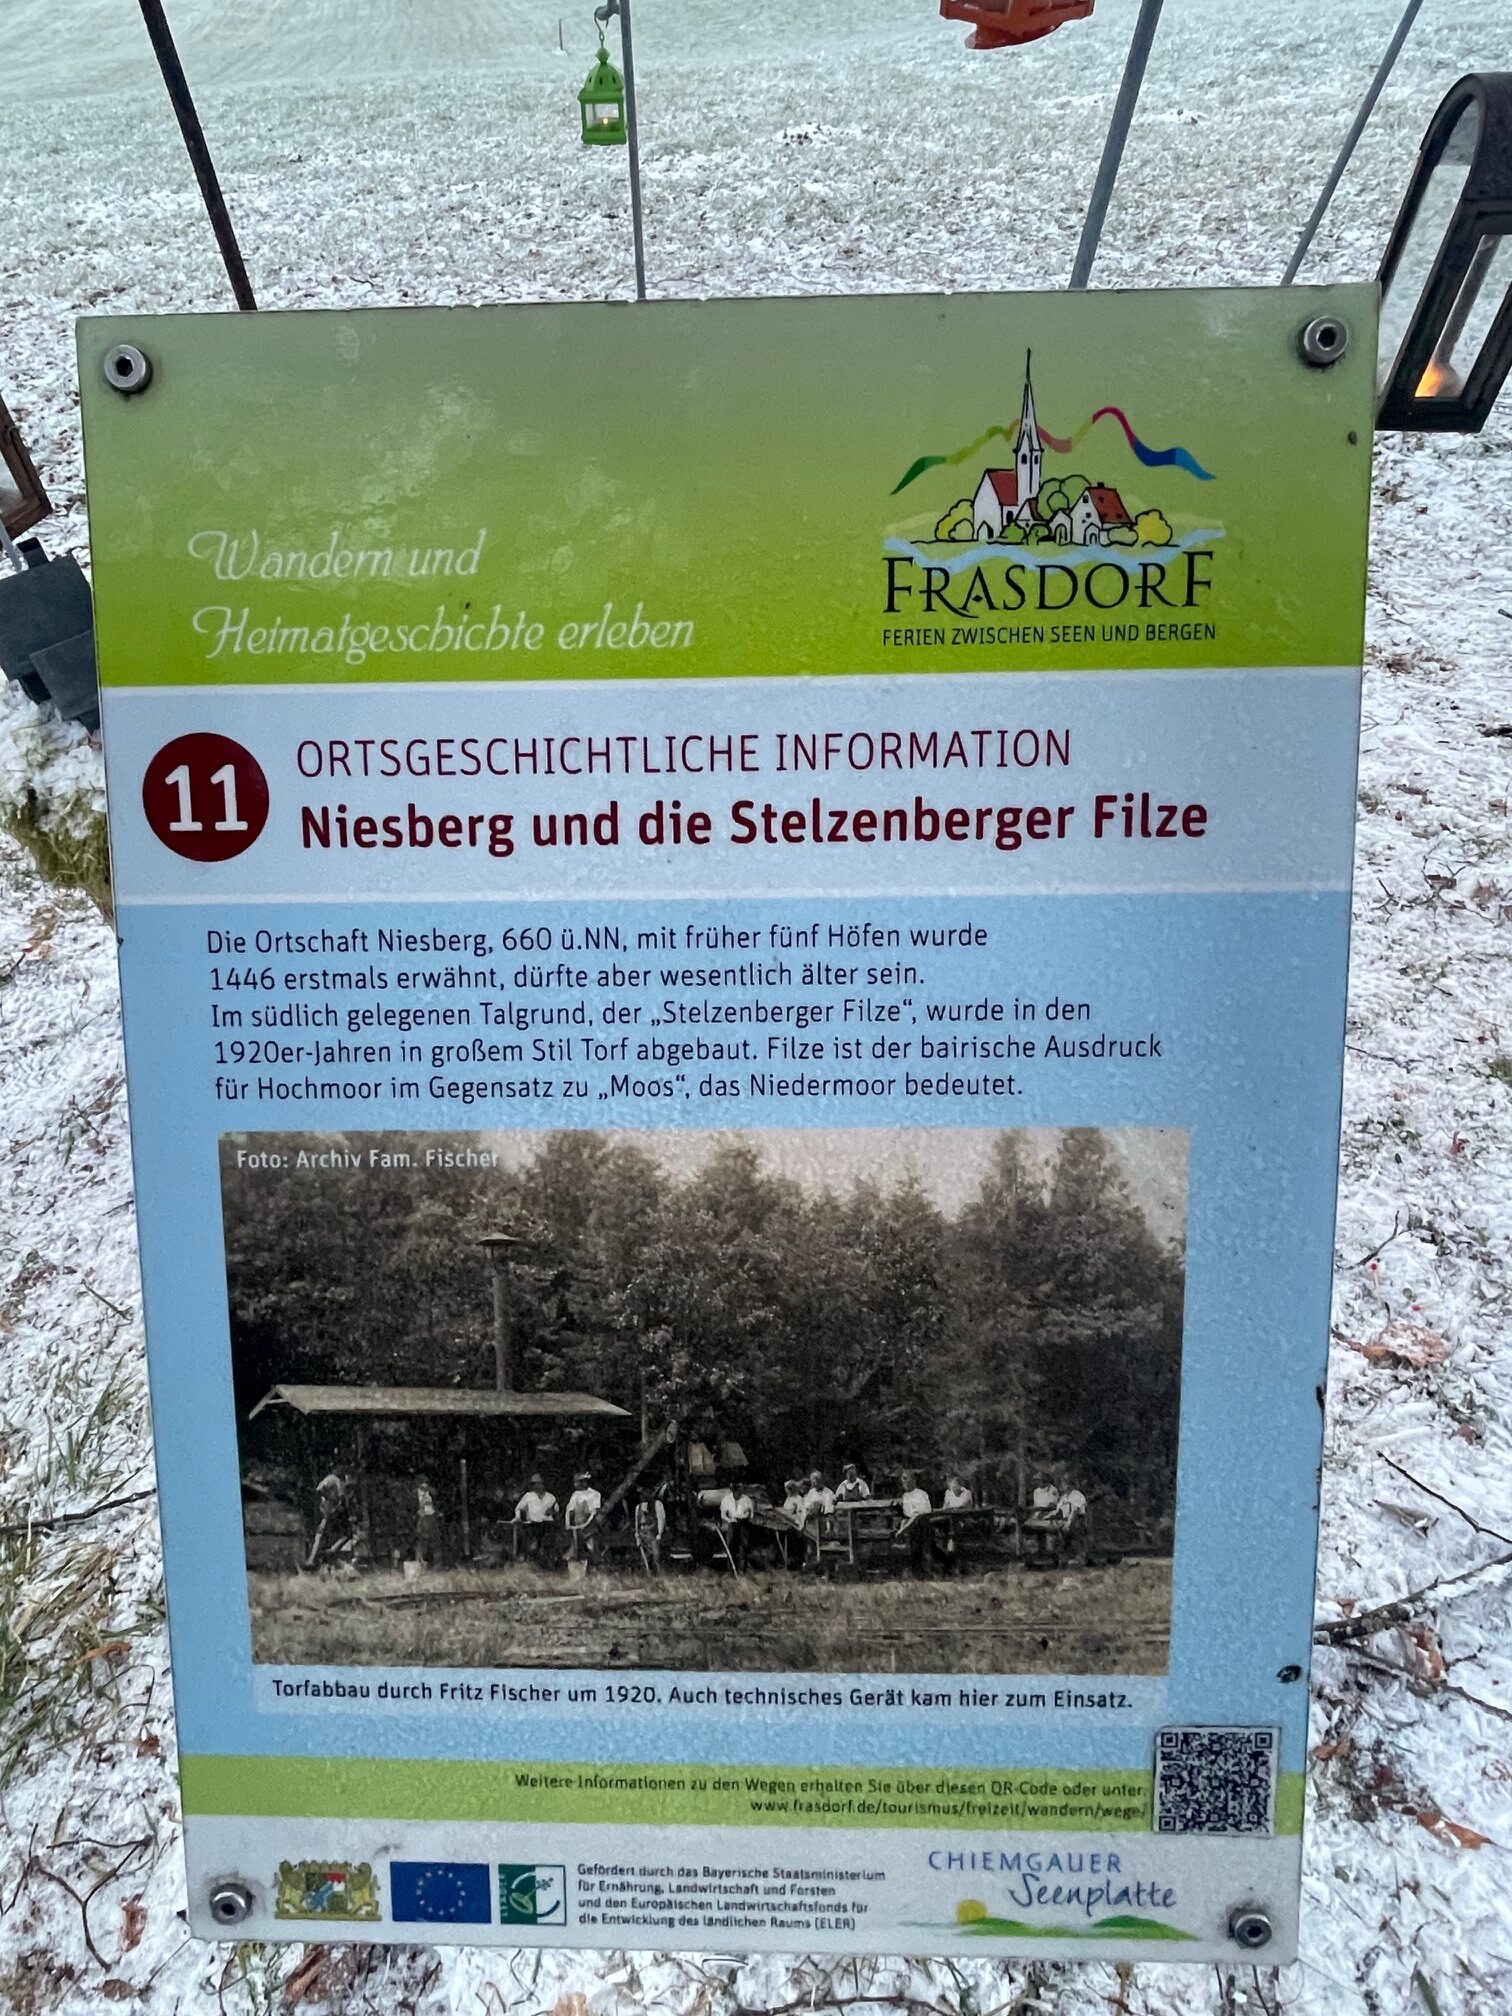 Wandern und
Heimatgeschichte erleben
FRASDORF
FERIEN ZWISCHEN SEEN UND BERGEN
11
ORTSGESCHICHTLICHE INFORMATION
Niesberg und die Stelzenberger Filze
Die Ortschaft Niesberg, 660 ü.NN, mit früher fünf Höfen wurde
1446 erstmals erwähnt, dürfte aber wesentlich älter sein.
Im südlich gelegenen Talgrund, der „Stelzenberger Filze“, wurde in den
1920er-Jahren in großem Stil Torf abgebaut. Filze ist der bairische Ausdruck
für Hochmoor im Gegensatz zu „Moos“, das Niedermoor bedeutet.
Foto: Archiv Fam. Fischer
Torfabbau durch Fritz Fischer um 1920. Auch technisches Gerät kam hier zum Einsatz.
Weitere Informationen zu den Wegen erhalten Sie über diesen QR-Code oder unter:
www.frasdorf.de/tourismus/freizeit/wandern/wege/
Gefördert durch das Bayerische Staatsministerium
für Ernährung, Landwirtschaft und Forsten
und den Europäischen Landwirtschaftsfonds für
die Entwicklung des ländlichen Raums (ELER)
CHIEMGAUER
Seenplatte